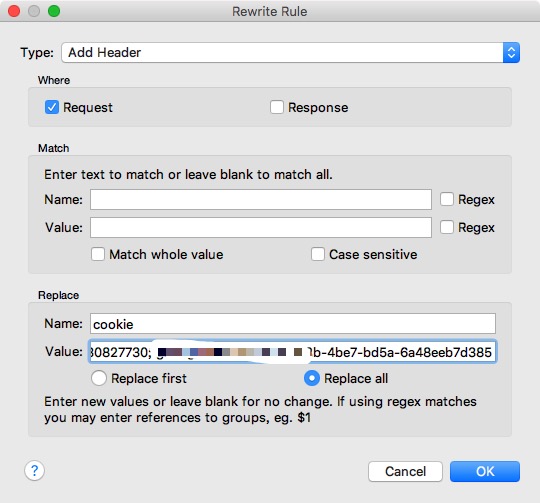 Rewrite Rule
Type: Add Header
Where
Request Response
Match
Enter text to match or leave blank to match all.
Name: Regex
Value: Regex
Match whole value Case sensitive
Replace
Name: cookie
Value: 30827730; b-4be7-bd5a-6a48eeb7d385
Replace first Replace all
Enter new values or leave blank for no change. If using regex matches
you may enter references to groups, eg. $1
? Cancel OK